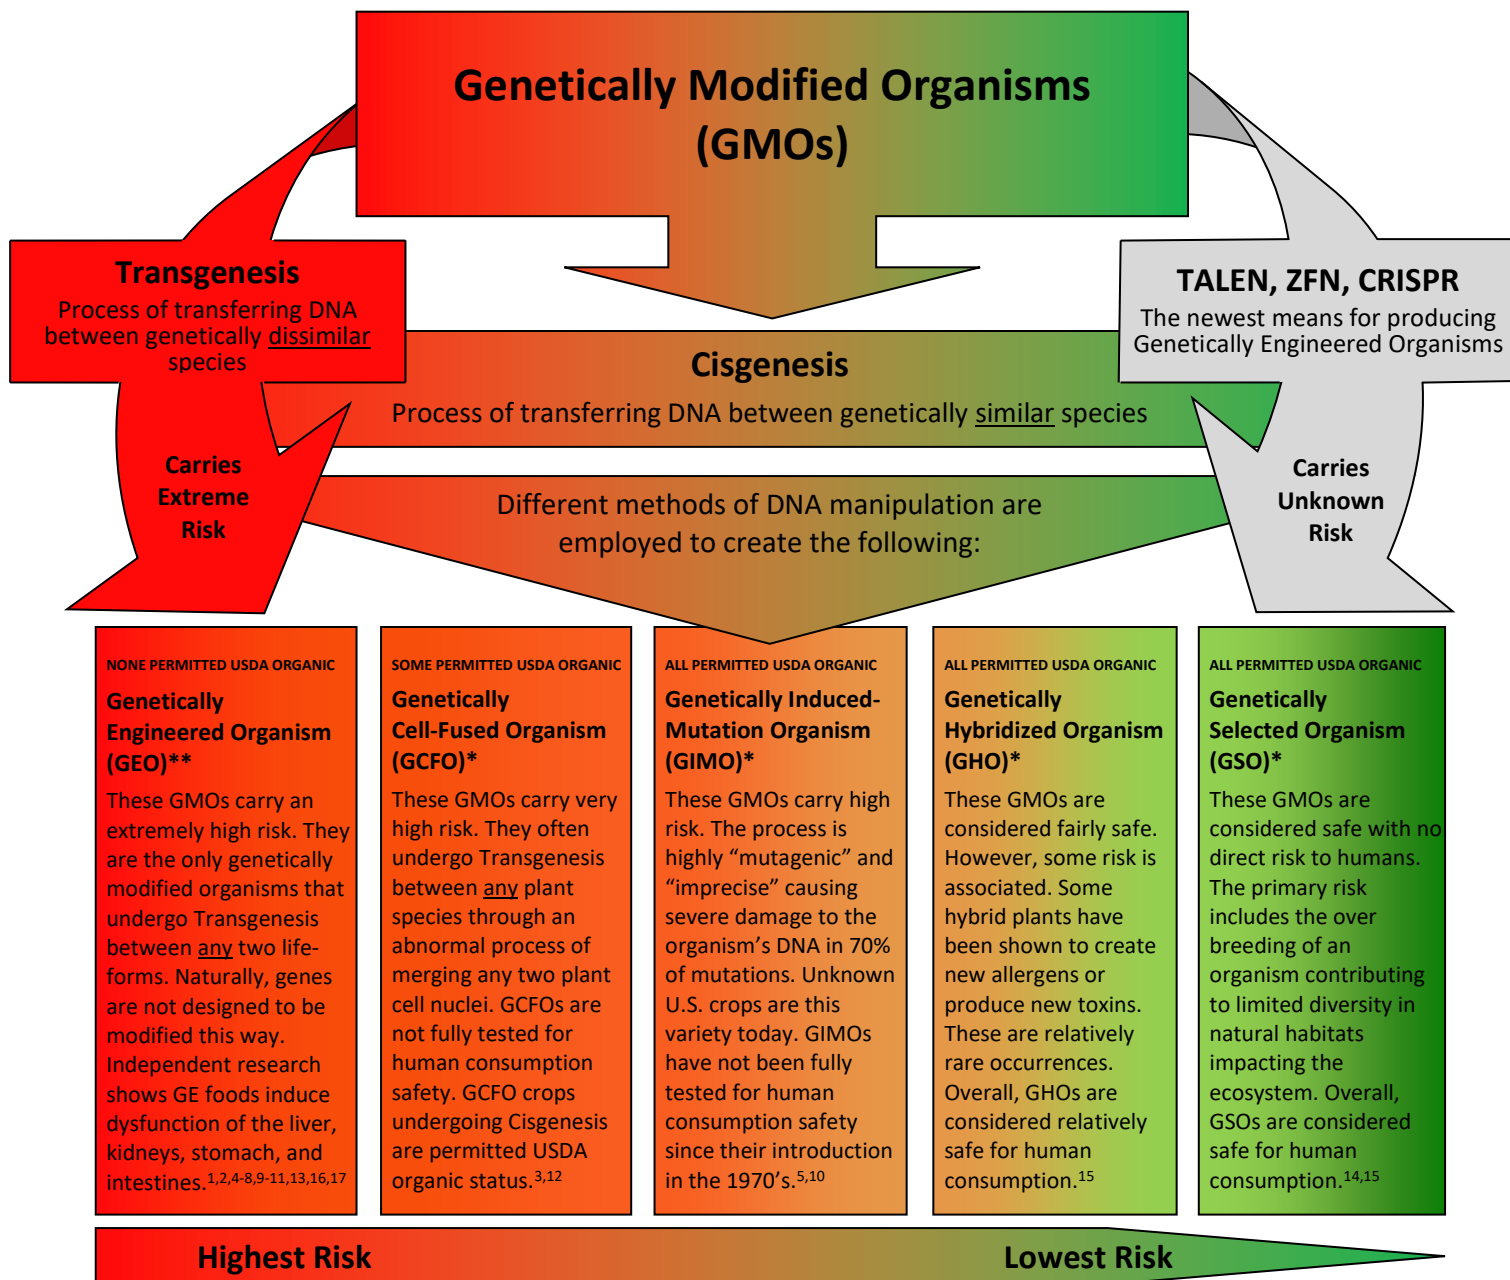 Genetically Modified Organisms
(GMOs)
Transgenesis
Process of transferring DNA
between genetically dissimilar
species
Carries
Extreme
Risk
TALEN, ZFN, CRISPR
The newest means for producing
Genetically Engineered Organisms
Carries
Unknown
Risk
Cisgenesis
Process of transferring DNA between genetically similar species
Different methods of DNA manipulation are
employed to create the following:
NONE PERMITTED USDA ORGANIC
Genetically
Engineered Organism
(GEO)**
These GMOs carry an
extremely high risk. They
are the only genetically
modified organisms that
undergo Transgenesis
between any two life-
forms. Naturally, genes
are not designed to be
modified this way.
Independent research
shows GE foods induce
dysfunction of the liver,
kidneys, stomach, and
intestines.1,2,4-8,9-11,13,16,17
SOME PERMITTED USDA ORGANIC
Genetically
Cell-Fused Organism
(GCFO)*
These GMOs carry very
high risk. They often
undergo Transgenesis
between any plant
species through an
abnormal process of
merging any two plant
cell nuclei. GCFOs are
not fully tested for
human consumption
safety. GCFO crops
undergoing Cisgenesis
are permitted USDA
organic status.3,12
ALL PERMITTED USDA ORGANIC
Genetically Induced-
Mutation Organism
(GIMO)*
These GMOs carry high
risk. The process is
highly “mutagenic” and
“imprecise” causing
severe damage to the
organism’s DNA in 70%
of mutations. Unknown
U.S. crops are this
variety today. GIMOs
have not been fully
tested for human
consumption safety
since their introduction
in the 1970’s.5,10
ALL PERMITTED USDA ORGANIC
Genetically
Hybridized Organism
(GHO)*
These GMOs are
considered fairly safe.
However, some risk is
associated. Some
hybrid plants have
been shown to create
new allergens or
produce new toxins.
These are relatively
rare occurrences.
Overall, GHOs are
considered relatively
safe for human
consumption.15
ALL PERMITTED USDA ORGANIC
Genetically
Selected Organism
(GSO)*
These GMOs are
considered safe with no
direct risk to humans.
The primary risk
includes the over
breeding of an
organism contributing
to limited diversity in
natural habitats
impacting the
ecosystem. Overall,
GSOs are considered
safe for human
consumption.14,15
Highest Risk
Lowest Risk